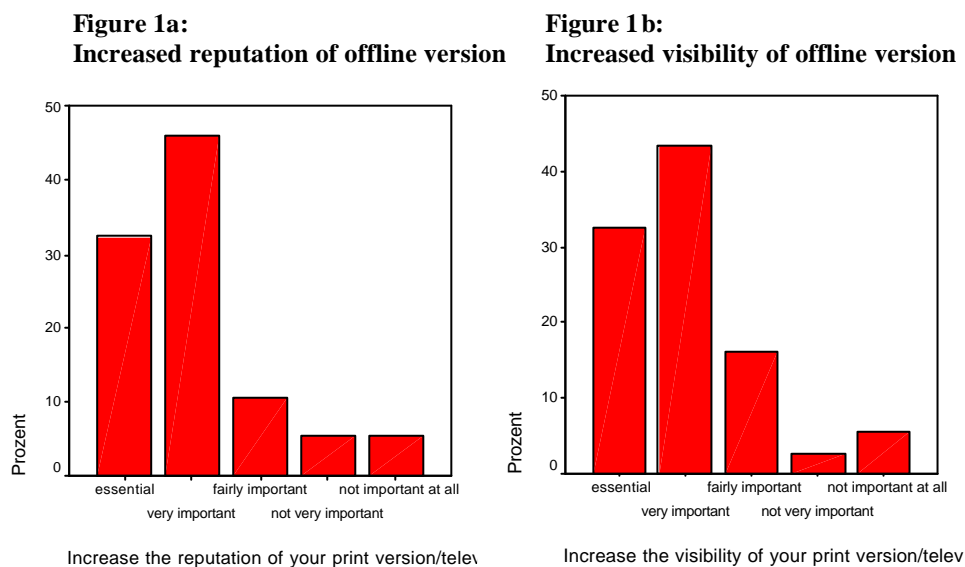 Figure 1a:
Increased reputation of offline version
50
40
30
20
10
0
Prozent
essential
very important
fairly important
not very important
not important at all
Increase the reputation of your print version/telev
Figure 1b:
Increased visibility of offline version
50
40
30
20
10
0
Prozent
essential
very important
fairly important
not very important
not important at all
Increase the visibility of your print version/telev